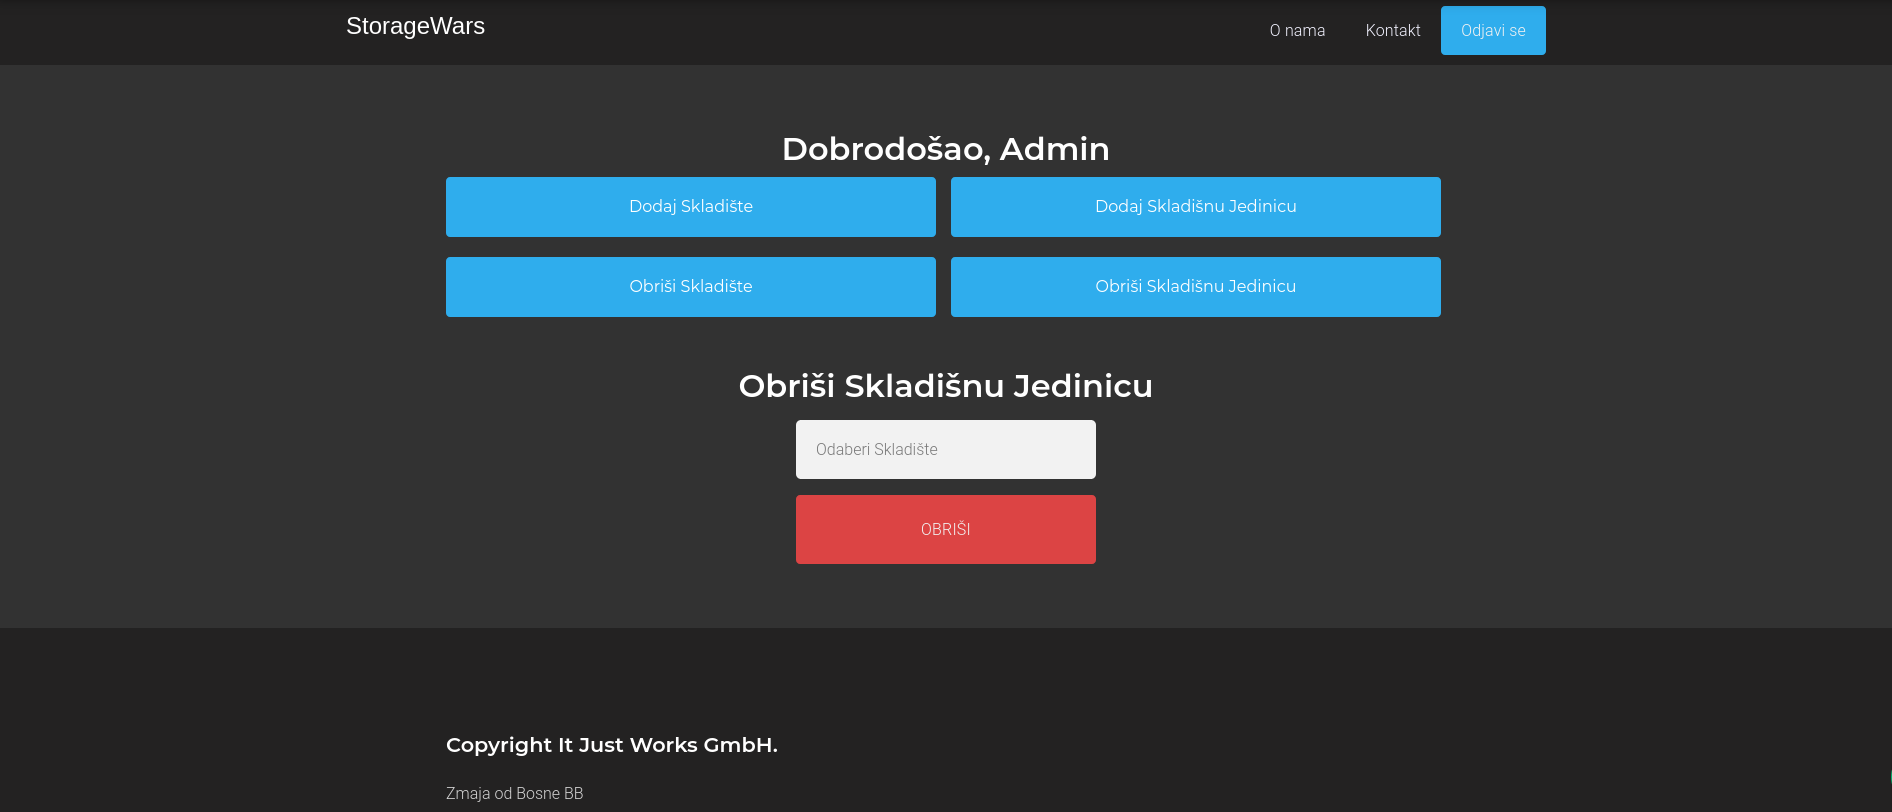 StorageWars
O nama Kontakt Odjavi se
Dobrodošao, Admin
Dodaj Skladište Dodaj Skladišnu Jedinicu
Obriši Skladište Obriši Skladišnu Jedinicu
Obriši Skladišnu Jedinicu
Odaberi Skladište
OBRIŠI
Copyright It Just Works GmbH.
Zmaja od Bosne BB